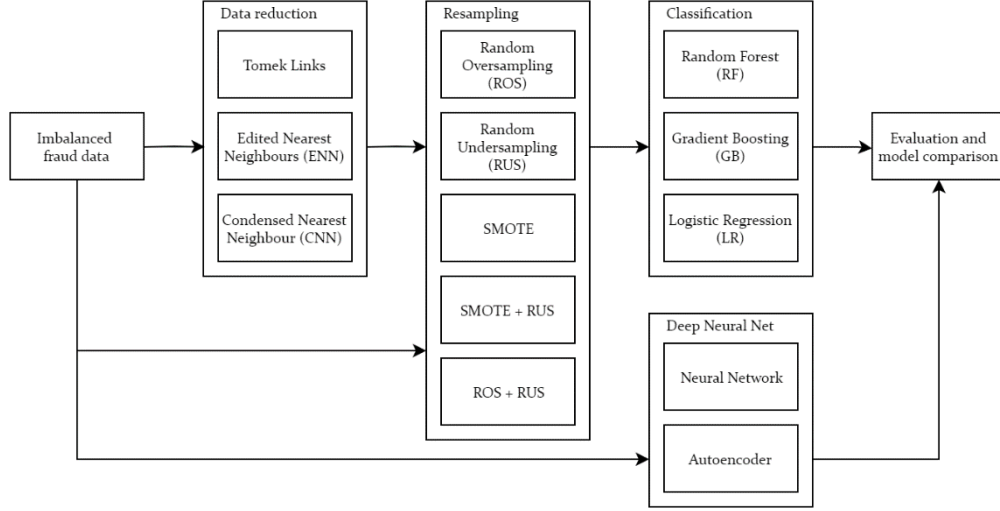 Data reduction
Tomek Links
Edited Nearest
Neighbours (ENN)
Condensed Nearest
Neighbour (CNN)
Imbalanced
fraud data
Resampling
Random
Oversampling
(ROS)
Random
Undersampling
(RUS)
SMOTE
SMOTE + RUS
ROS + RUS
Classification
Random Forest
(RF)
Gradient Boosting
(GB)
Logistic Regression
(LR)
Deep Neural Net
Neural Network
Autoencoder
Evaluation and
model comparison